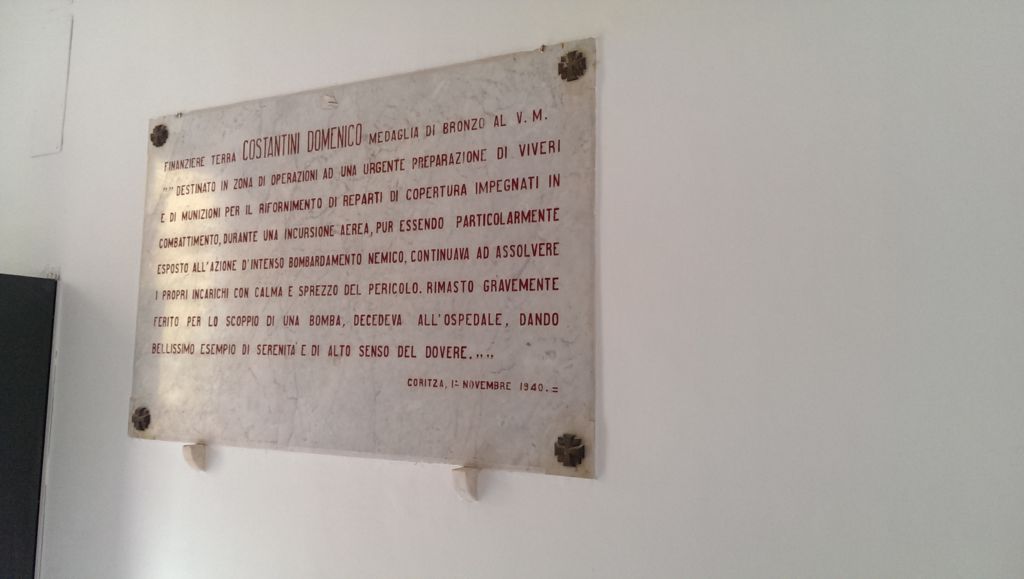 FINANZIERE TERRA COSTANTINI DOMENICO MEDAGLIA DI BRONZO AL V. M.
"" DESTINATO IN ZONA DI OPERAZIONI AD UNA URGENTE PREPARAZIONE DI VIVERI
E DI MUNIZIONI PER IL RIFORNIMENTO DI REPARTI DI COPERTURA IMPEGNATI IN
COMBATTIMENTO, DURANTE UNA INCURSIONE AEREA, PUR ESSENDO PARTICOLARMENTE
ESPOSTO ALL'AZIONE D'INTENSO BOMBARDAMENTO NEMICO, CONTINUAVA AD ASSOLVERE
I PROPRI INCARICHI CON CALMA E SPREZZO DEL PERICOLO. RIMASTO GRAVEMENTE
FERITO PER LO SCOPPIO DI UNA BOMBA, DECEDEVA ALL'OSPEDALE, DANDO
BELLISSIMO ESEMPIO DI SERENITA' E DI ALTO SENSO DEL DOVERE. ,, ,,
CORITZA, 1° NOVEMBRE 1940. =